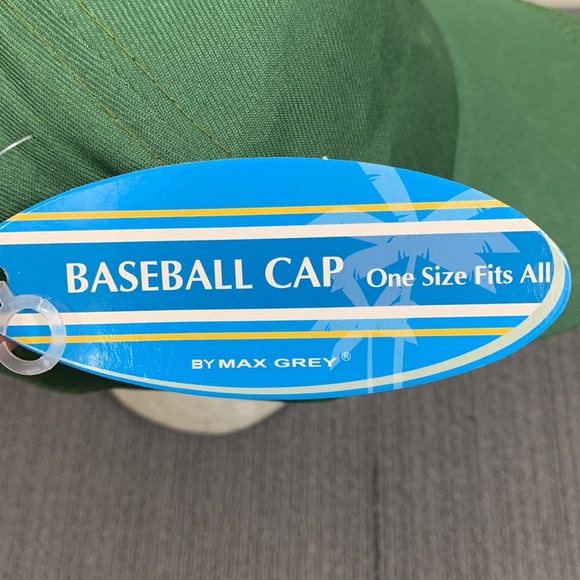 BASEBALL CAP One Size Fits All
BY MAX GREY®